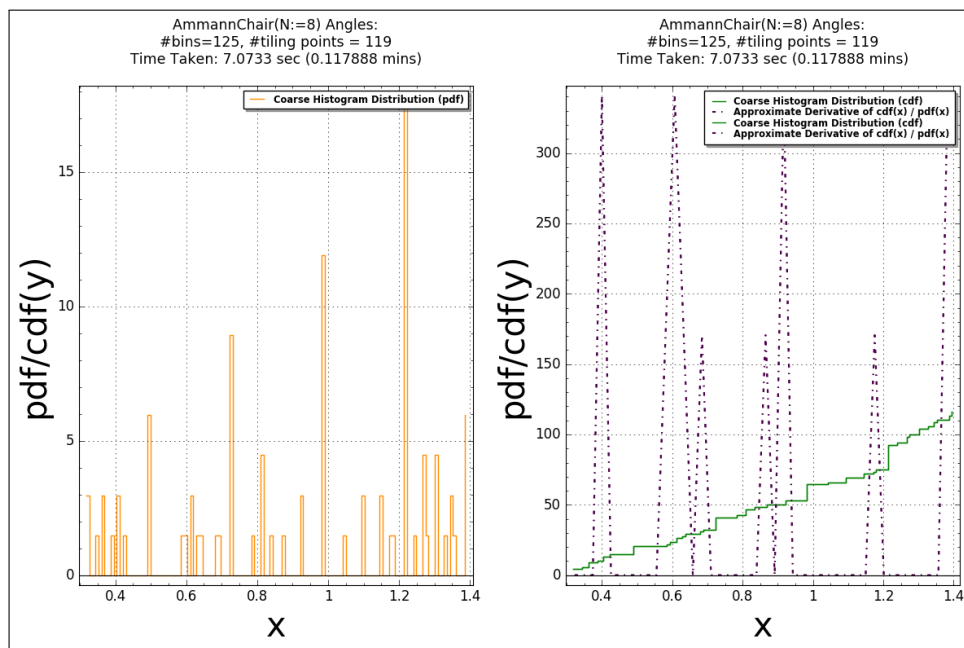 AmmannChair(N:=8) Angles:
#bins=125, #tiling points = 119
Time Taken: 7.0733 sec (0.117888 mins)
Coarse Histogram Distribution (pdf)
pdf/cdf(y)
15
10
5
0
0.4 0.6 0.8 1 1.2 1.4
x
AmmannChair(N:=8) Angles:
#bins=125, #tiling points = 119
Time Taken: 7.0733 sec (0.117888 mins)
Coarse Histogram Distribution (cdf)
Approximate Derivative of cdf(x) / pdf(x)
Coarse Histogram Distribution (cdf)
Approximate Derivative of cdf(x) / pdf(x)
pdf/cdf(y)
300
250
200
150
100
50
0
0.4 0.6 0.8 1 1.2 1.4
x